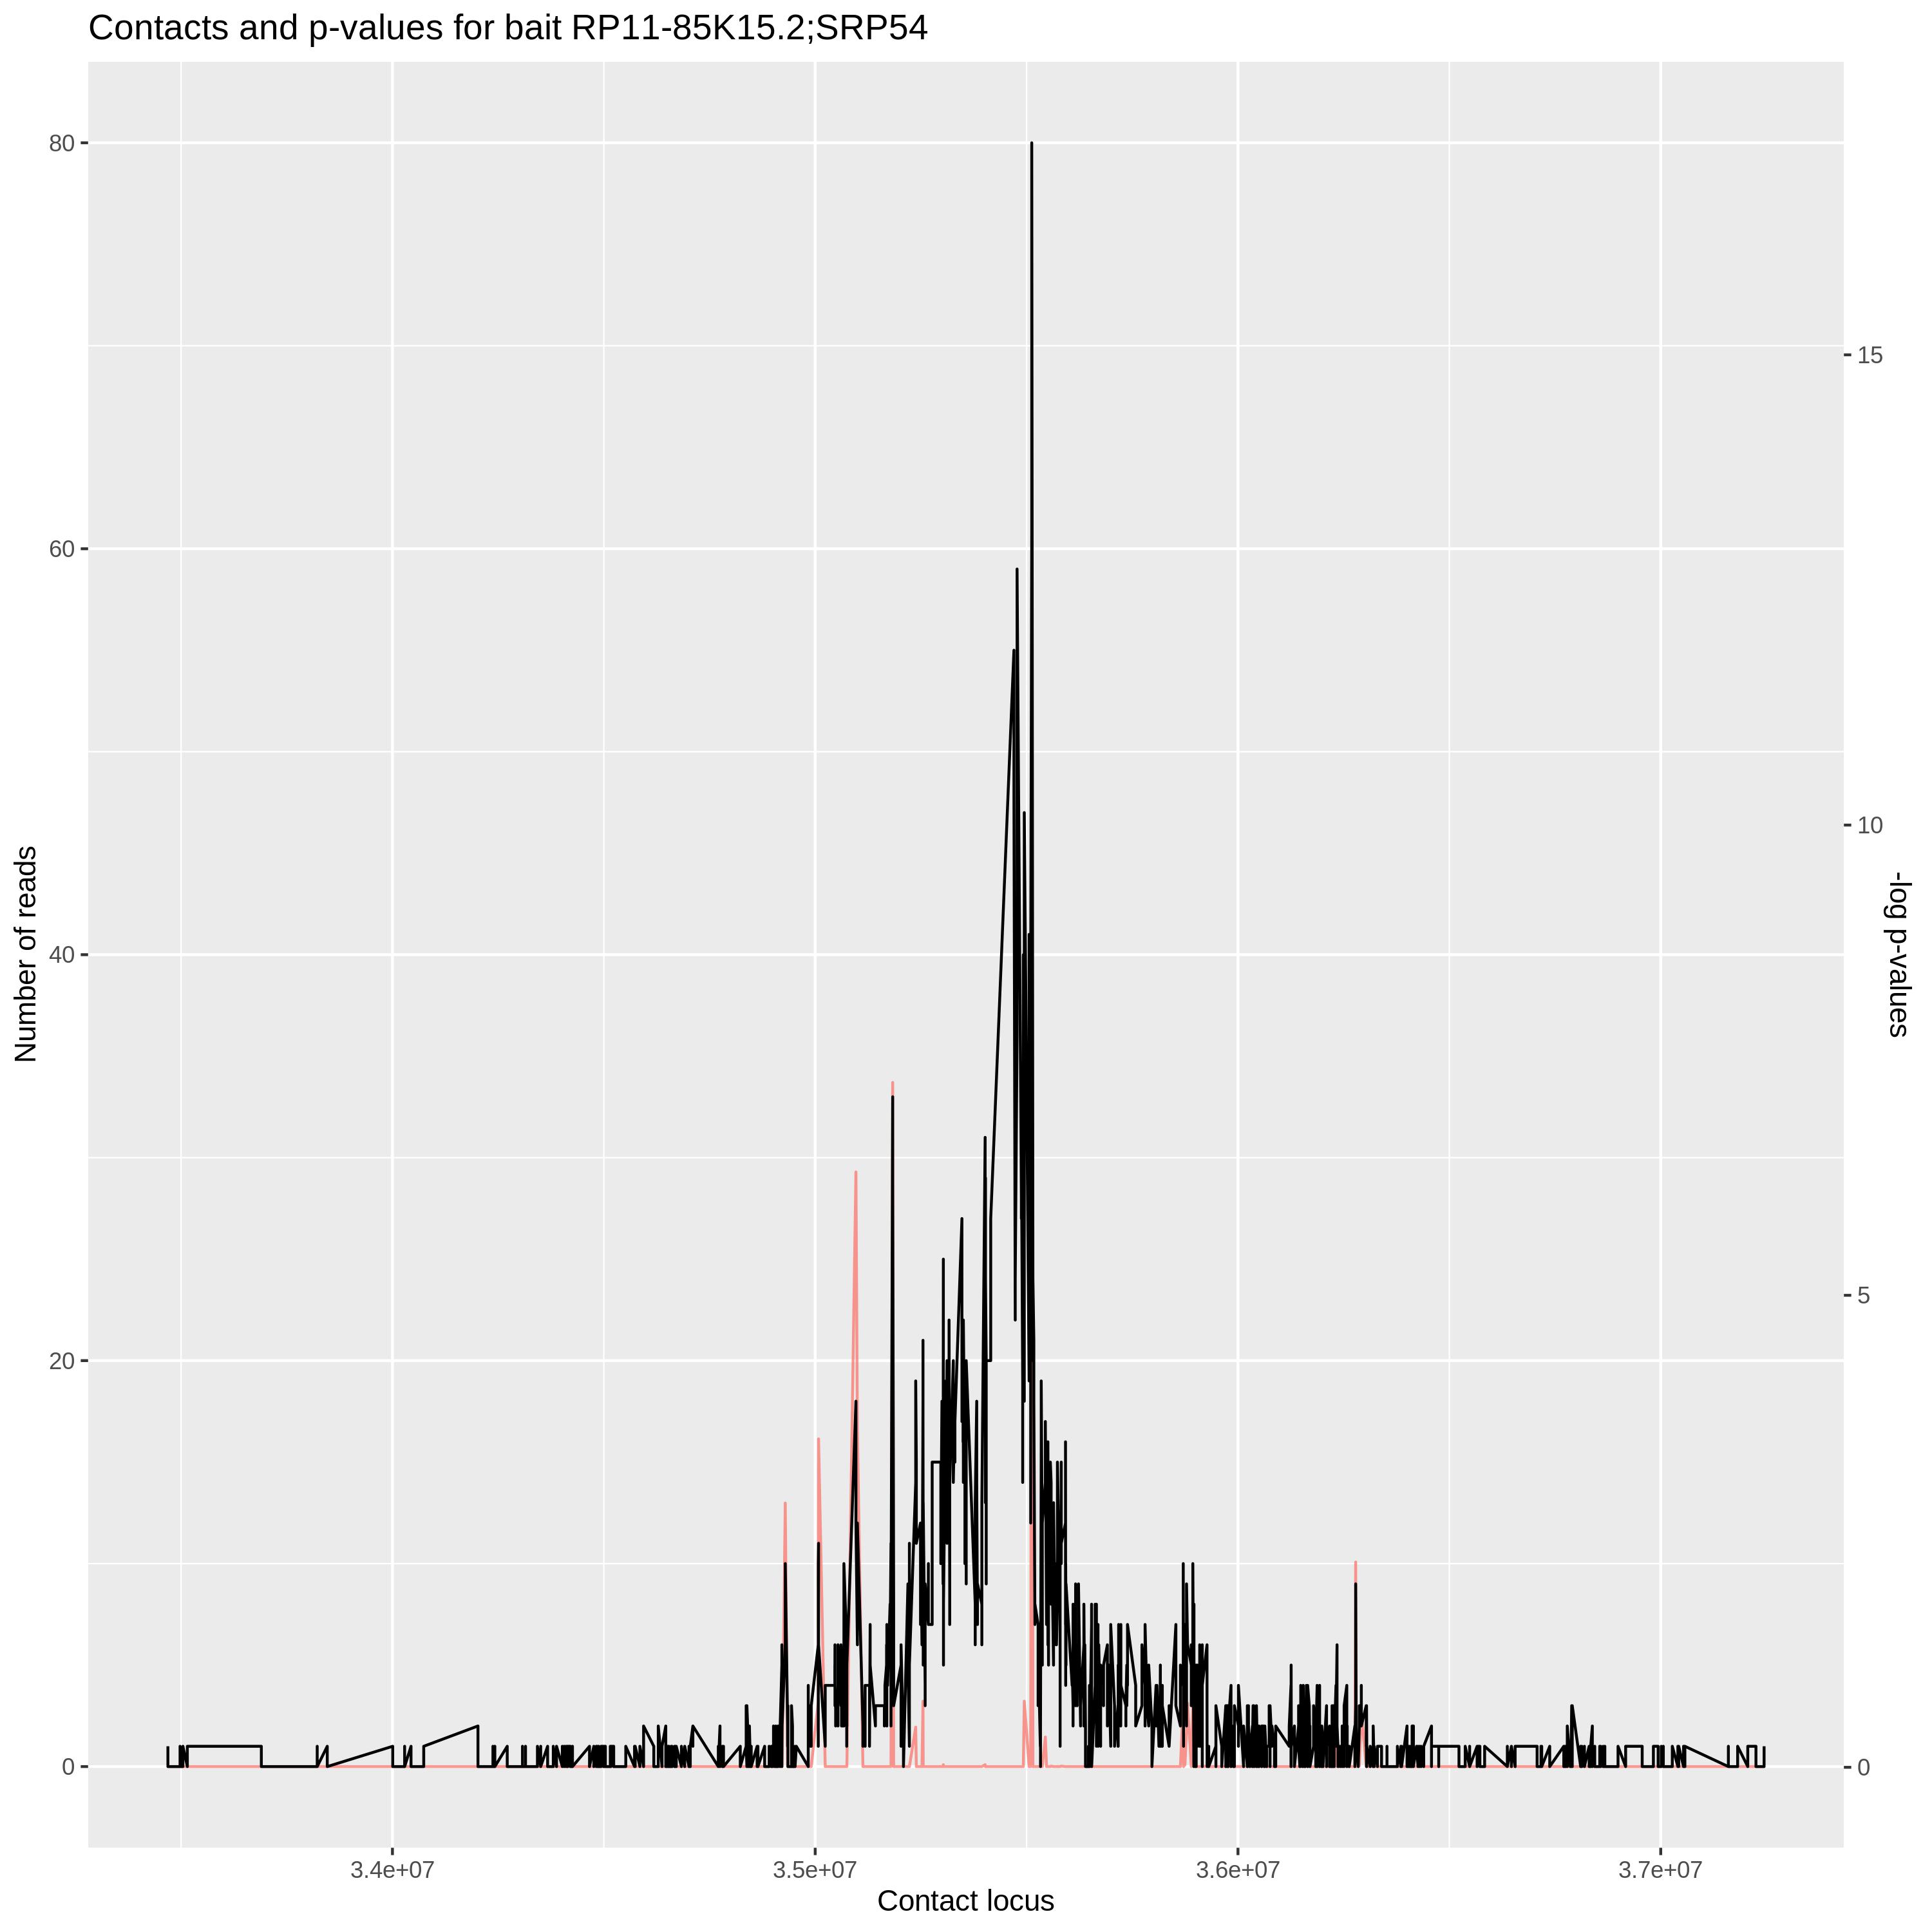 Contacts and p-values for bait RP11-85K15.2;SRP54
80
60
40
20
0
Number of reads
15
10
5
0
-log p-values
3.4e+07
3.5e+07
3.6e+07
3.7e+07
Contact locus